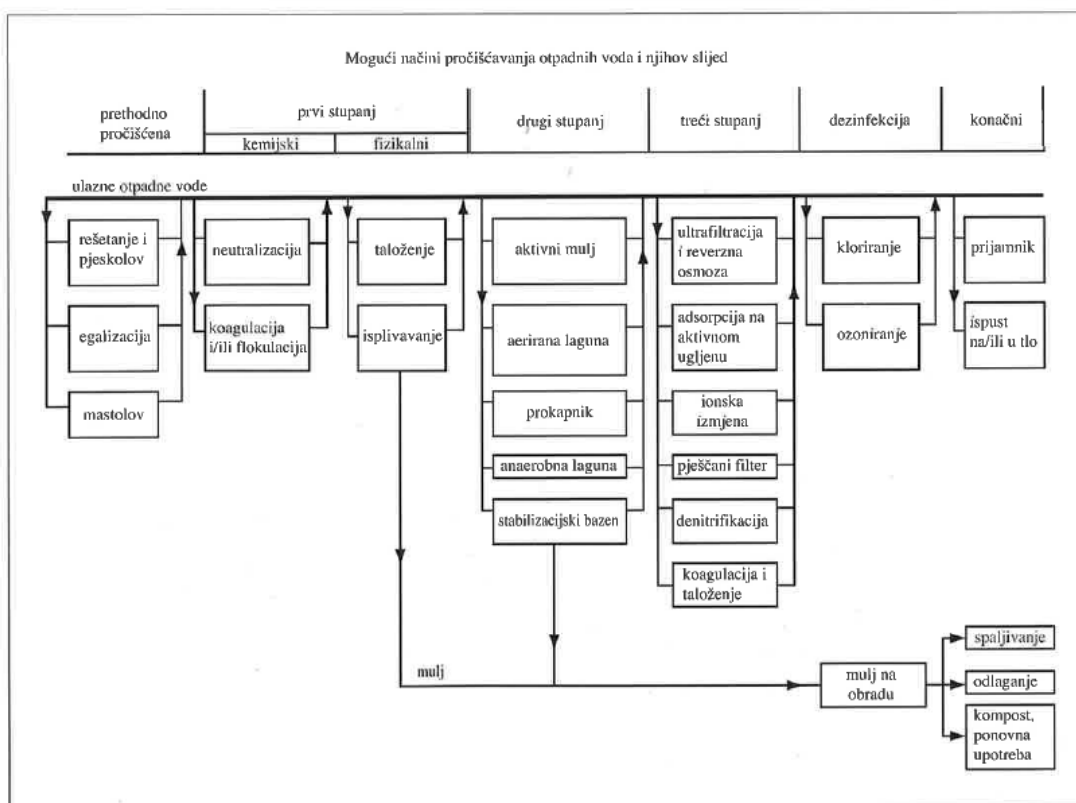 Mogući načini pročišćavanja otpadnih voda i njihov slijed
prethodno
pročišćena
prvi stupanj
kemijski
fizikalni
drugi stupanj
treći stupanj
dezinfekcija
konačni
ulazne otpadne vode
rešetanje i
pjeskolov
egalizacija
mastolov
neutralizacija
koagulacija
i/ili flokulacija
taloženje
isplivavanje
aktivni mulj
aerirana laguna
prokapnik
anaerobna laguna
stabilizacijski bazen
ultrafiltracija
i reverzna
osmoza
adsorpcija na
aktivnom
ugljenu
ionska
izmjena
pješčani filter
denitrifikacija
koagulacija i
taloženje
kloriranje
ozoniranje
prijamnik
ispust
na/ili u tlo
mulj
mulj na
obradu
spaljivanje
odlaganje
kompost,
ponovna
upotreba